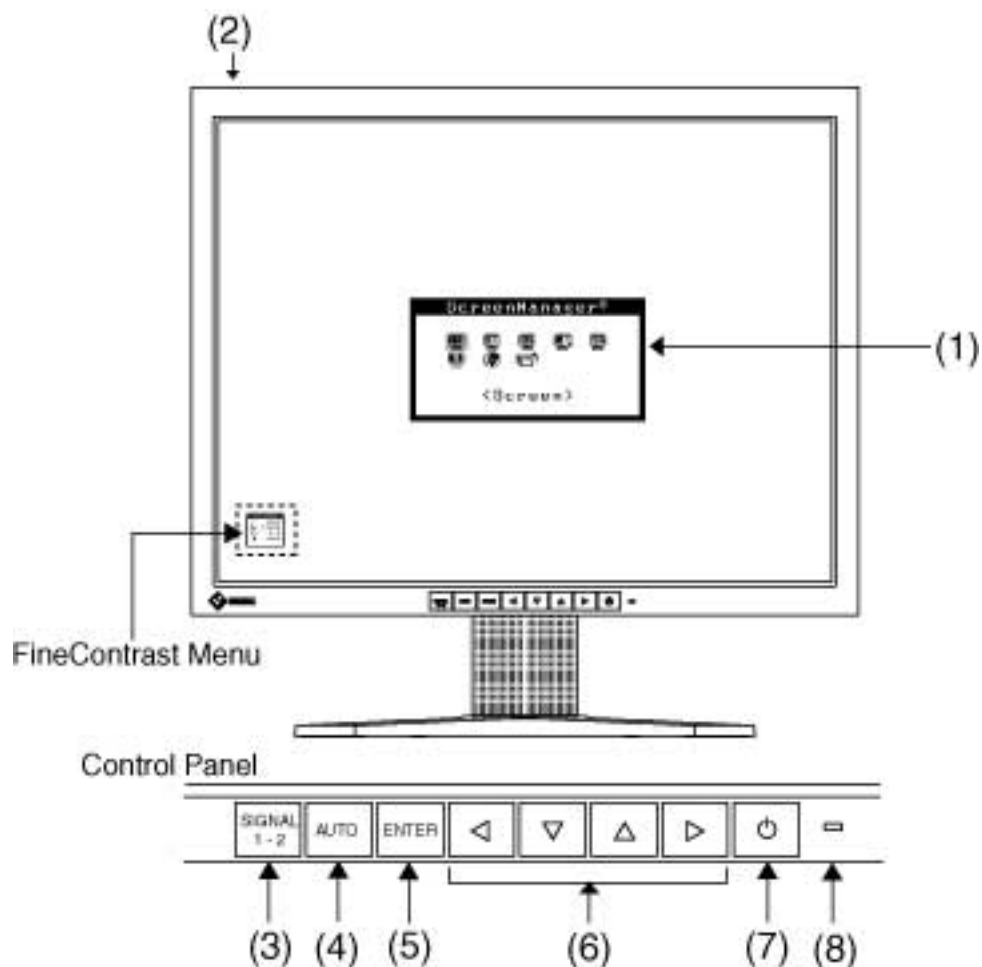 (2)
ScreenManager®
(1)
<Screen>
FineContrast Menu
Control Panel
SIGNAL
1 - 2
AUTO
ENTER
(3)
(4)
(5)
(6)
(7)
(8)